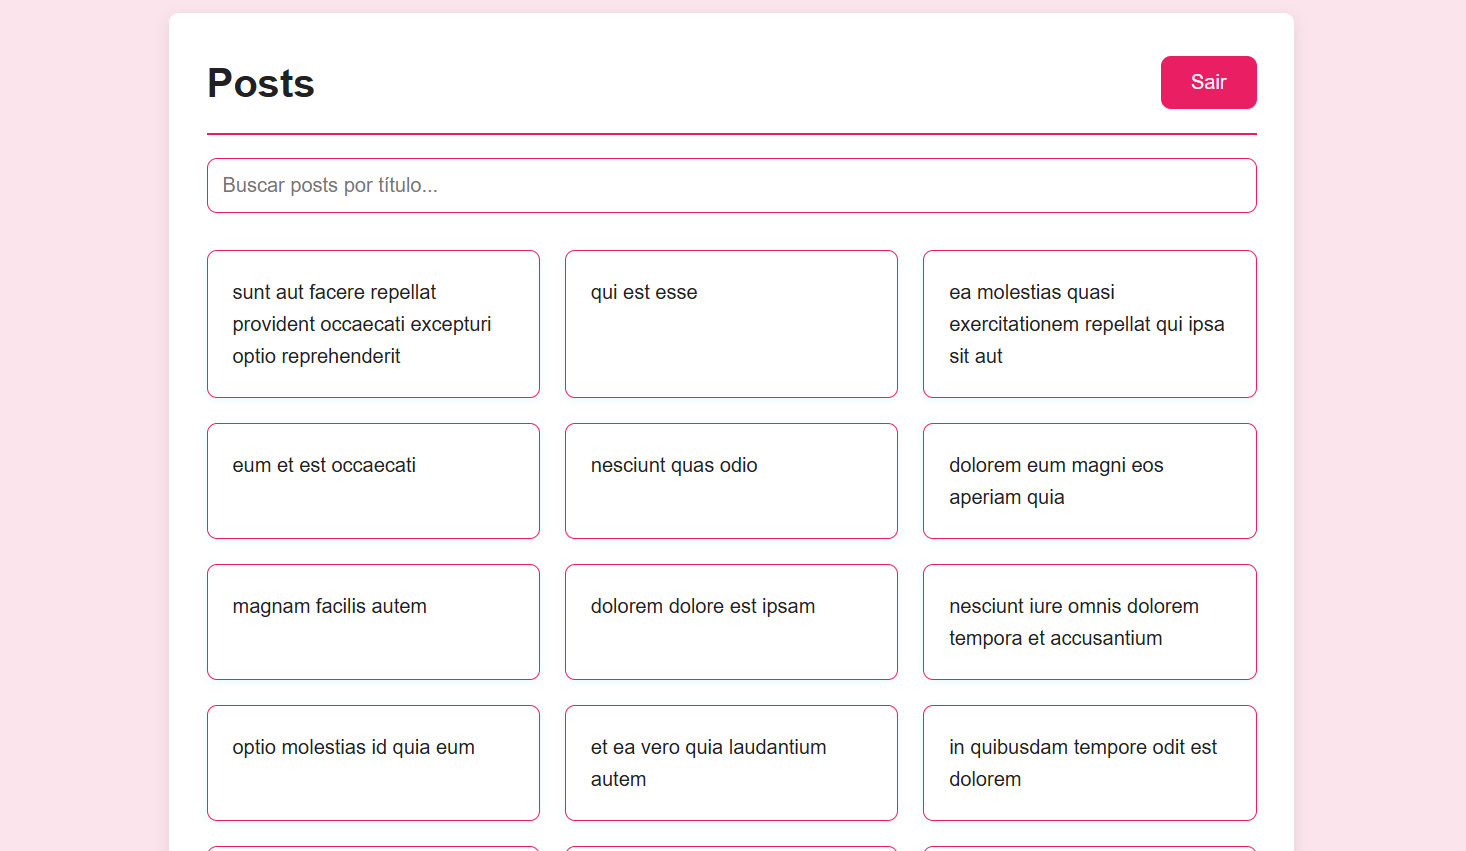 Posts
Sair
Buscar posts por título...
sunt aut facere repellat
provident occaecati excepturi
optio reprehenderit
qui est esse
ea molestias quasi
exercitationem repellat qui ipsa
sit aut
eum et est occaecati
nesciunt quas odio
dolorem eum magni eos
aperiam quia
magnam facilis autem
dolorem dolore est ipsam
nesciunt iure omnis dolorem
tempora et accusantium
optio molestias id quia eum
et ea vero quia laudantium
autem
in quibusdam tempore odit est
dolorem